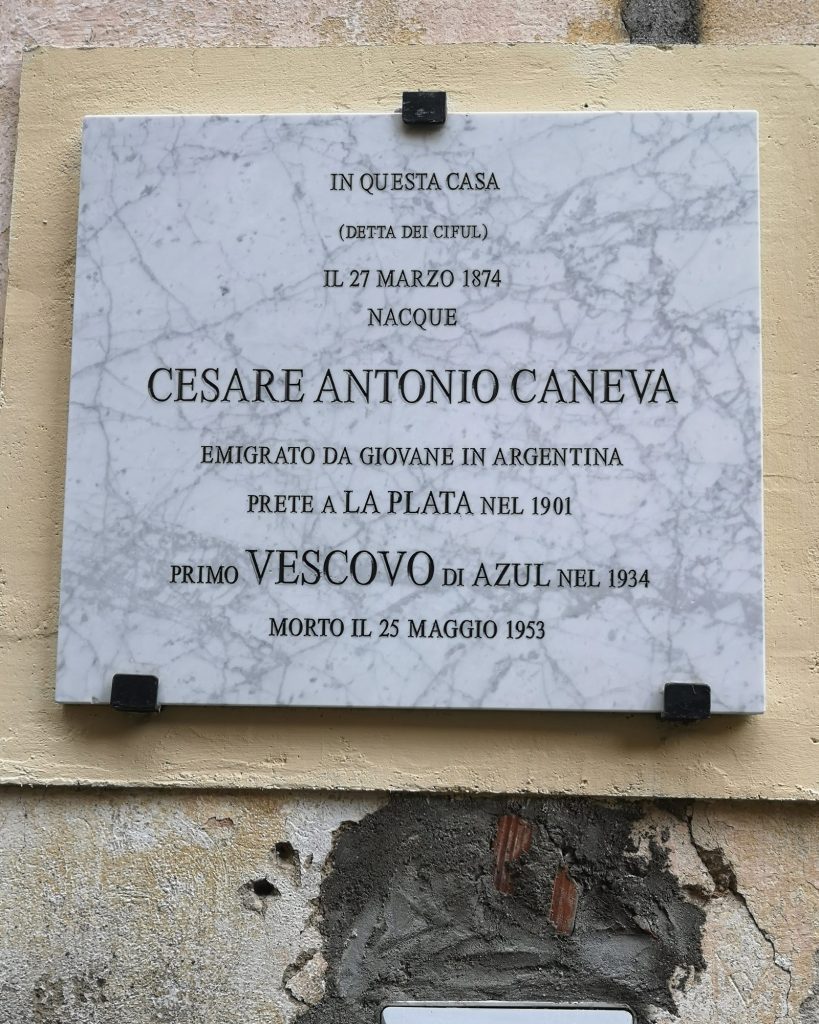 IN QUESTA CASA
(DETTA DEI CIFUL)
IL 27 MARZO 1874
NACQUE
CESARE ANTONIO CANEVA
EMIGRATO DA GIOVANE IN ARGENTINA
PRETE A LA PLATA NEL 1901
PRIMO VESCOVO DI AZUL NEL 1934
MORTO IL 25 MAGGIO 1953